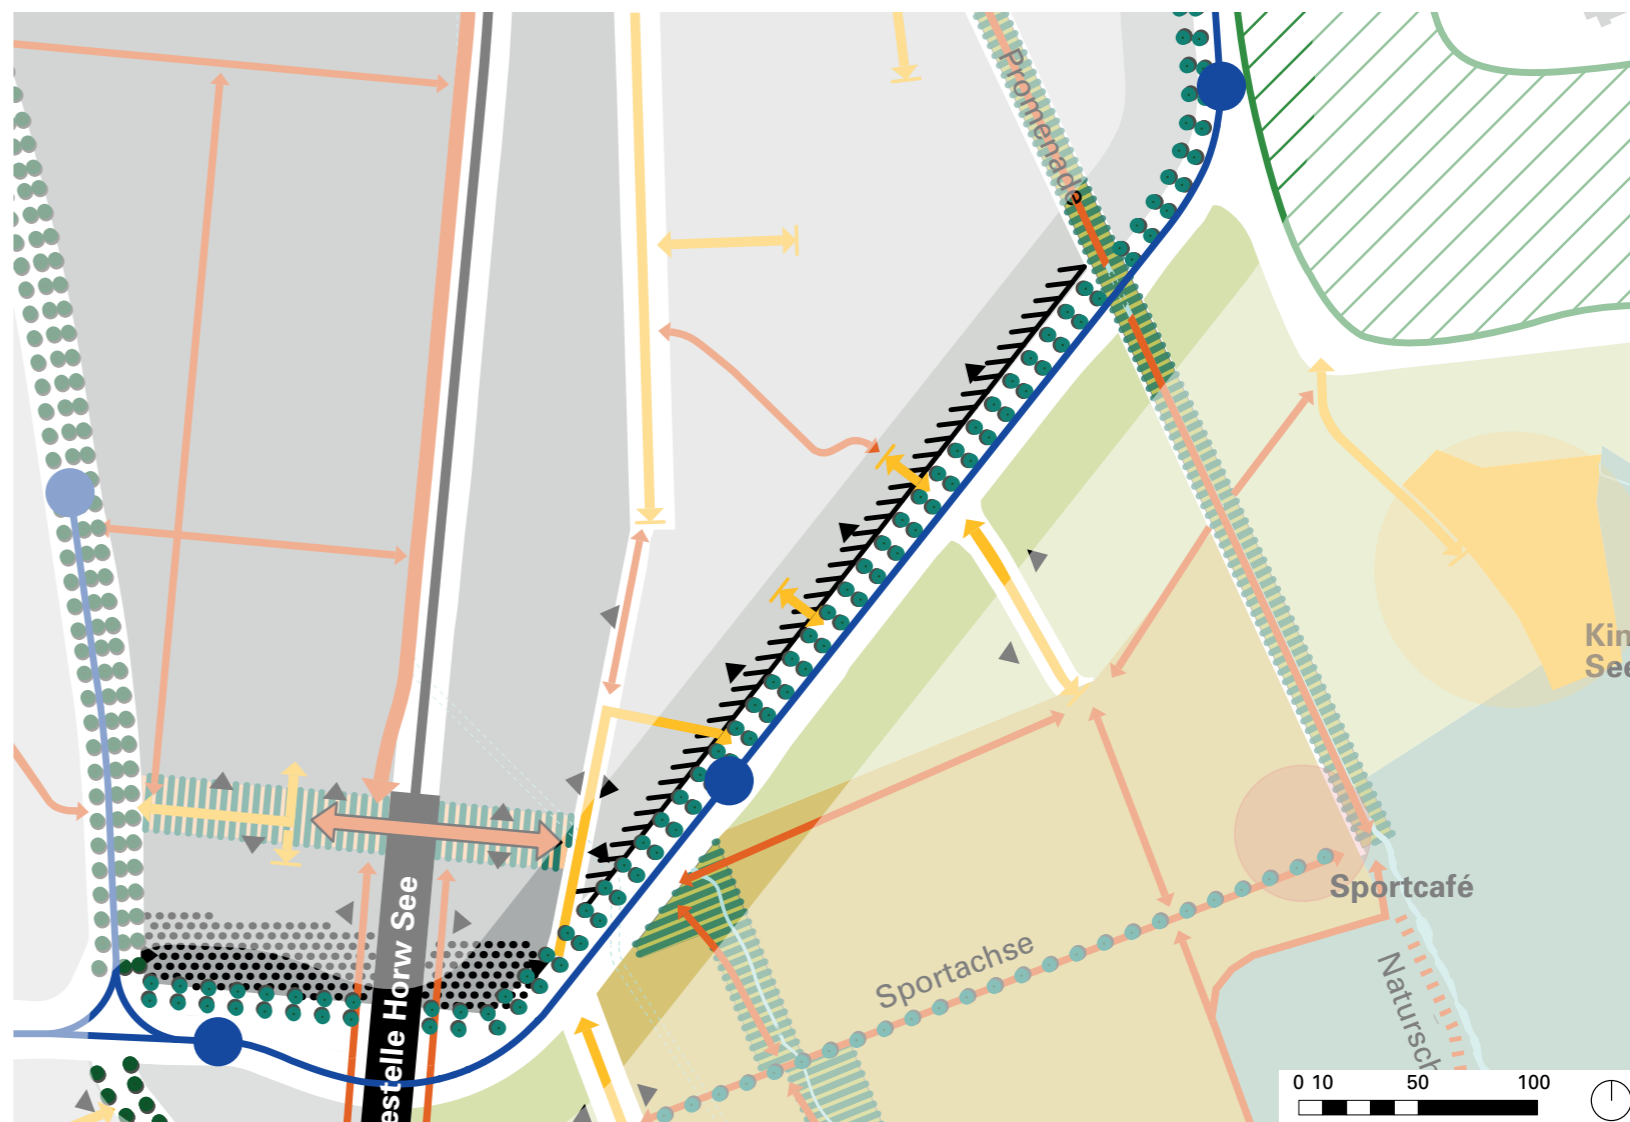 Promenade
Kin
See
Sportcafé
Sportachse
Natursch
estelle Horw See
0 10 50 100